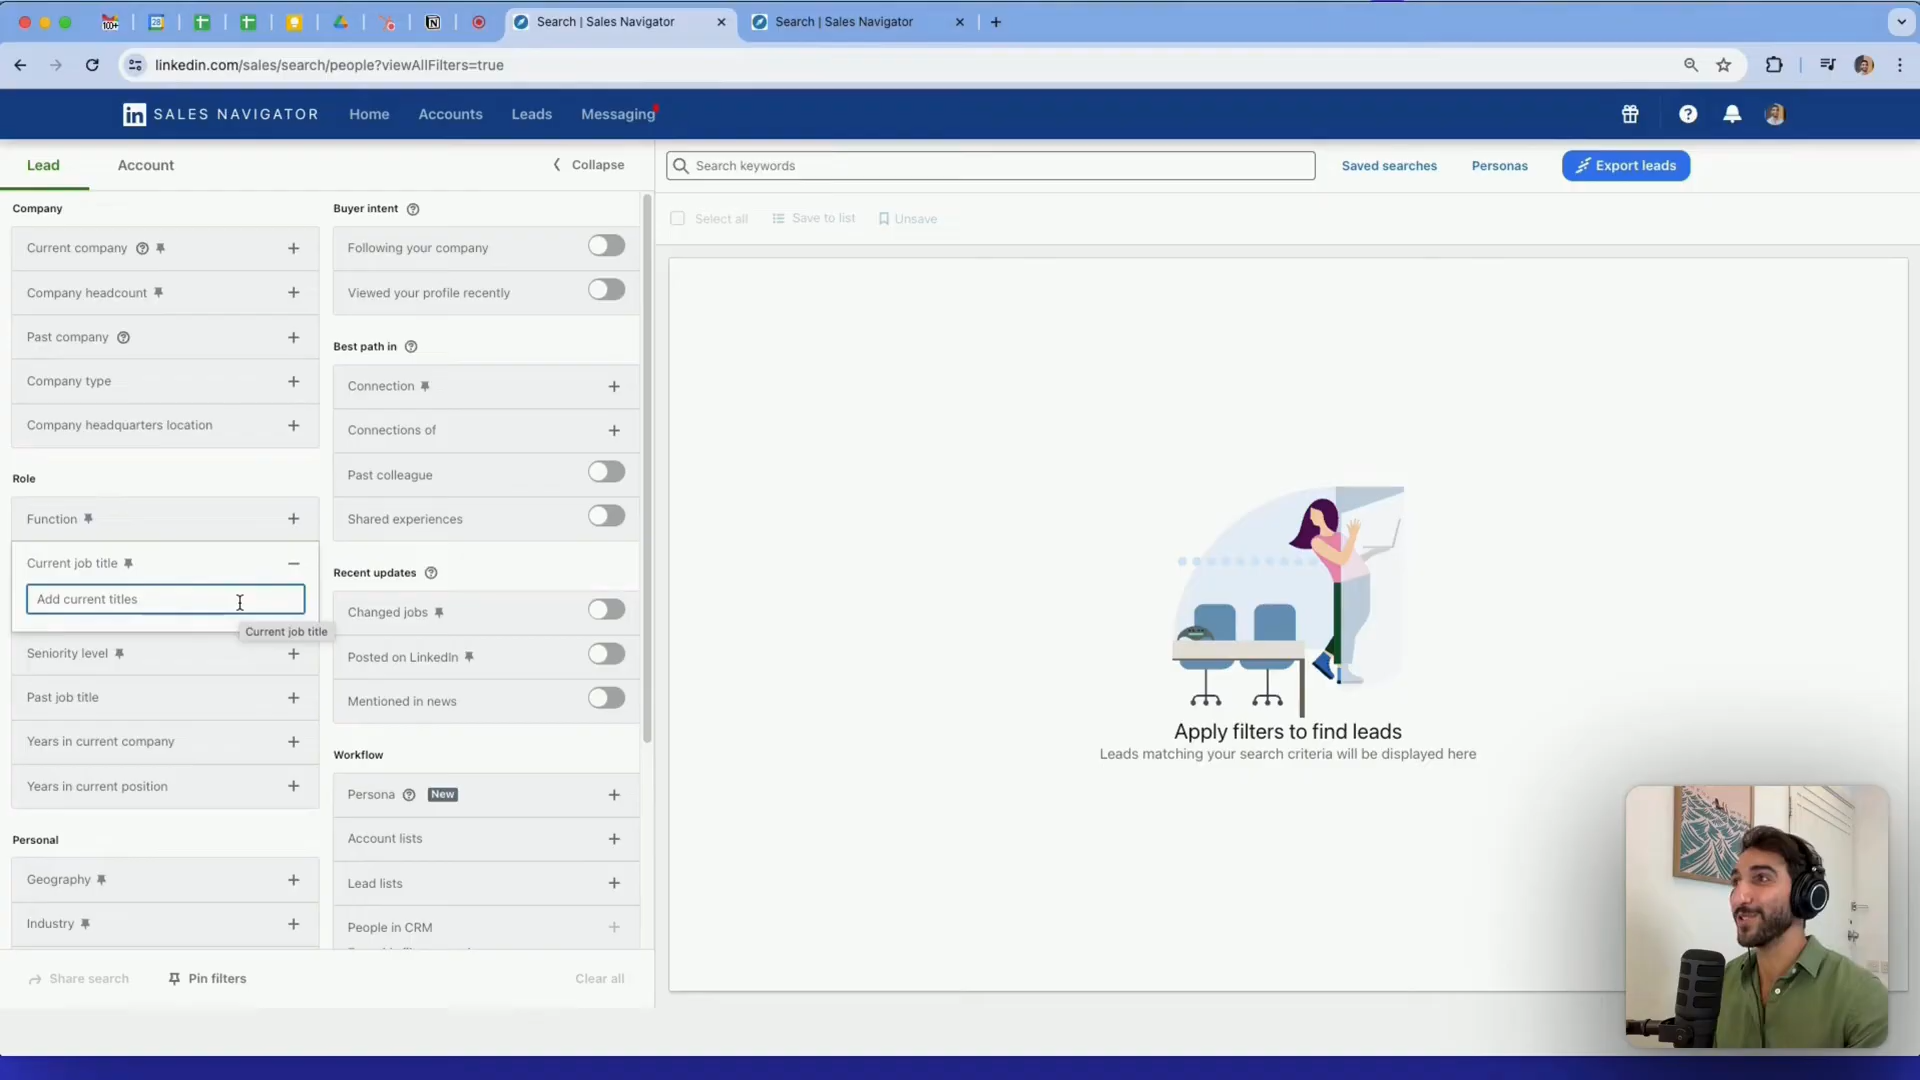 100+
28
Search | Sales Navigator
Search | Sales Navigator
linkedin.com/sales/search/people?viewAllFilters=true
in SALES NAVIGATOR
Home
Accounts
Leads
Messaging
Lead
Account
Collapse
Search keywords
Saved searches
Personas
Export leads
Select all
Save to list
Unsave
Company
Current company
Company headcount
Past company
Company type
Company headquarters location
Role
Function
Current job title
Add current titles
Current job title
Seniority level
Past job title
Years in current company
Years in current position
Personal
Geography
Industry
Buyer intent
Following your company
Viewed your profile recently
Best path in
Connection
Connections of
Past colleague
Shared experiences
Recent updates
Changed jobs
Posted on LinkedIn
Mentioned in news
Workflow
Persona New
Account lists
Lead lists
People in CRM
Share search
Pin filters
Clear all
Apply filters to find leads
Leads matching your search criteria will be displayed here